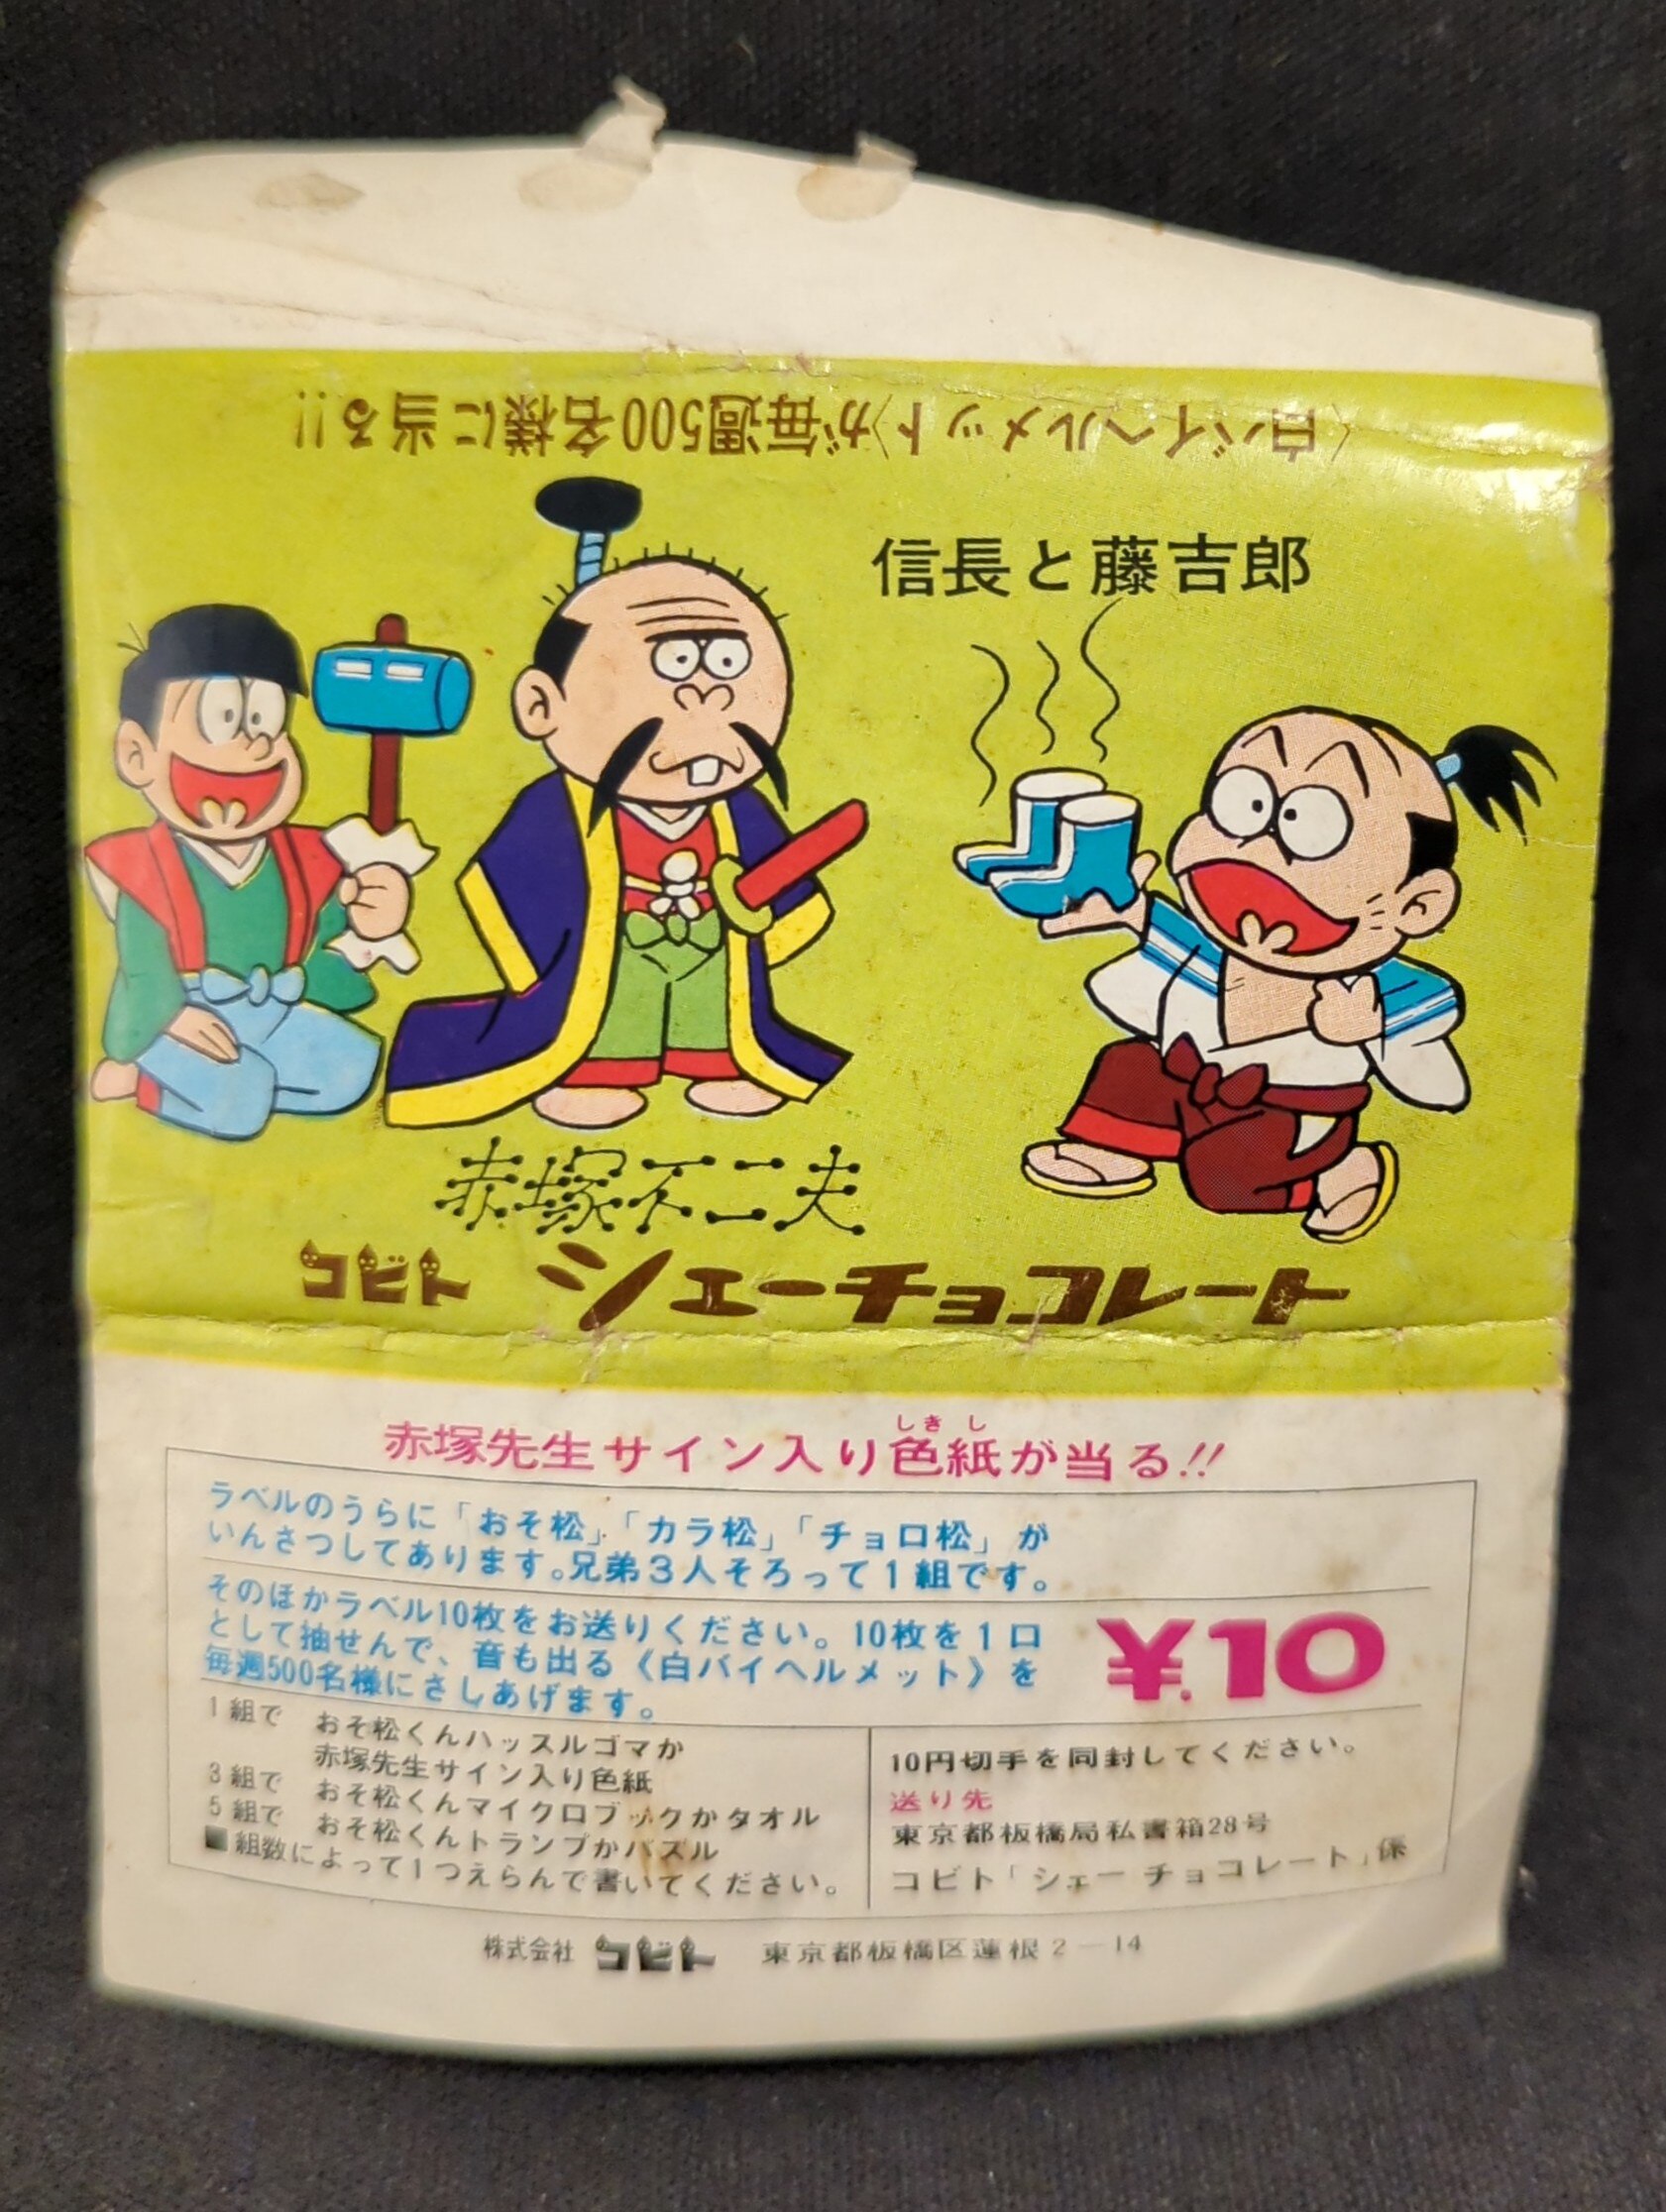 〈白バイヘルメット〉が毎週500名様に当る!!
信長と藤吉郎
赤塚不二夫
コビト シェーチョコレート
しきし
赤塚先生サイン入り色紙が当る!!
ラベルのうらに「おそ松」「カラ松」「チョロ松」が
いんさつしてあります。兄弟3人そろって1組です。
そのほかラベル10枚をお送りください。10枚を1口
として抽せんで、音も出る〈白バイヘルメット〉を
毎週500名様にさしあげます。
¥10
1組で おそ松くんハッスルゴマか
赤塚先生サイン入り色紙
3組で おそ松くんマイクロブックかタオル
5組で おそ松くんトランプかパズル
■組数によって1つえらんで書いてください。
10円切手を同封してください。
送り先
東京都板橋局私書箱28号
コビト「シェー チョコレート」係
株式会社 コビト 東京都板橋区蓮根2―14